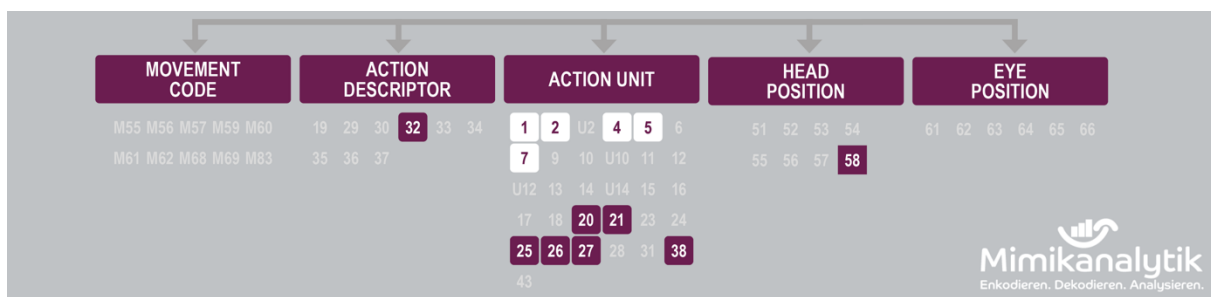 MOVEMENT
CODE
ACTION
DESCRIPTOR
ACTION UNIT
HEAD
POSITION
EYE
POSITION
M55 M56 M57 M59 M60
M61 M62 M68 M69 M83
19 29 30 32 33 34
35 36 37
1 2 U2 4 5 6
7 9 10 U10 11 12
U12 13 14 U14 15 16
17 18 20 21 23 24
25 26 27 28 31 38
43
51 52 53 54
55 56 57 58
61 62 63 64 65 66
Mimikanalytik
Enkodieren. Dekodieren. Analysieren.